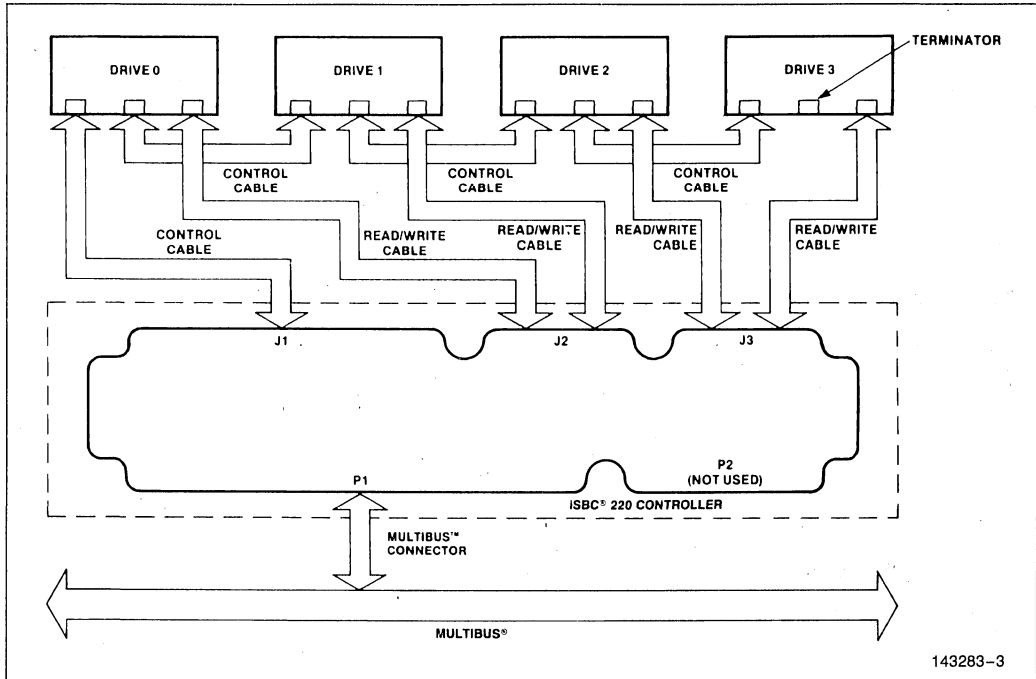 TERMINATOR
DRIVE 0
DRIVE 1
DRIVE 2
DRIVE 3
CONTROL
CABLE
CONTROL
CABLE
CONTROL
CABLE
CONTROL
CABLE
READ/WRITE
CABLE
READ/WRITE
CABLE
READ/WRITE
CABLE
READ/WRITE
CABLE
J1
J2
J3
P1
P2
(NOT USED)
iSBC® 220 CONTROLLER
MULTIBUS™
CONNECTOR
MULTIBUS®
143283-3